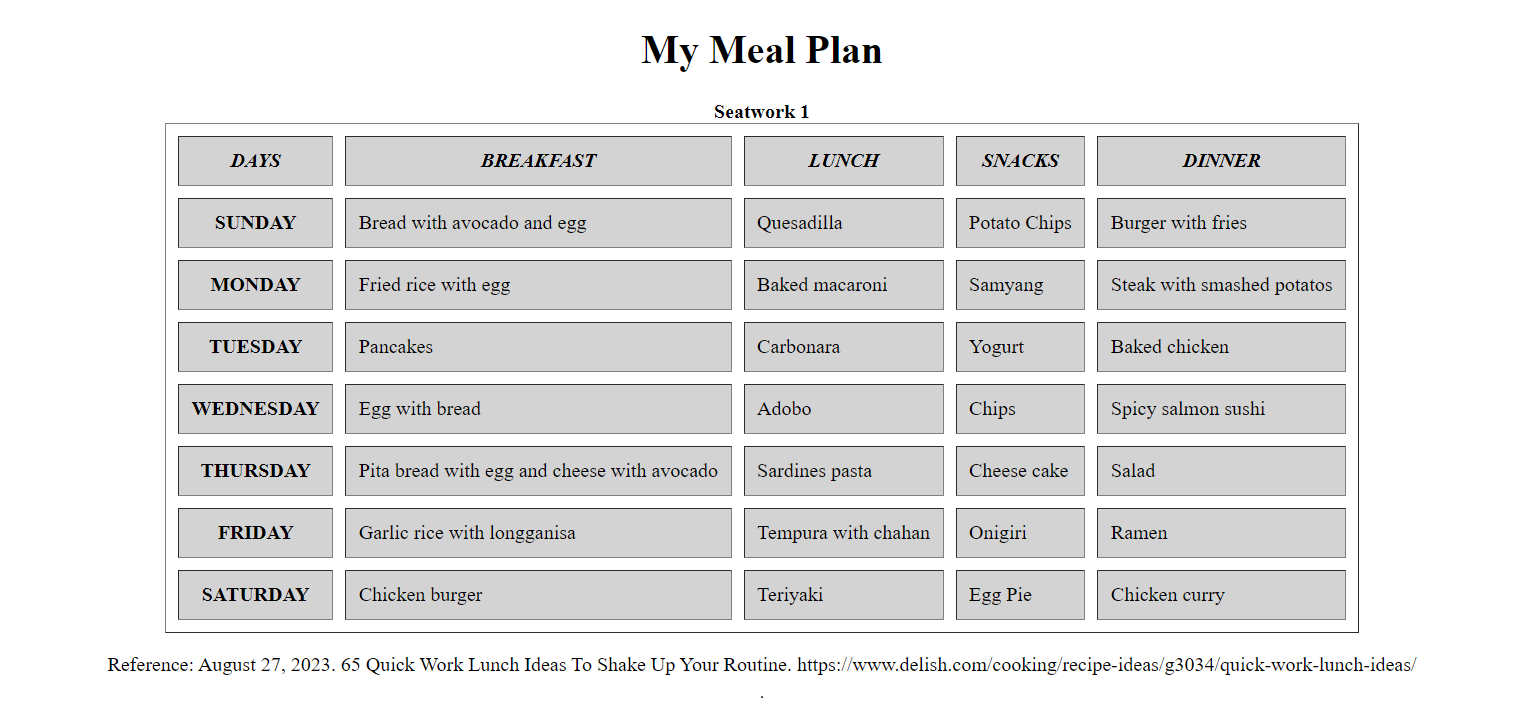 My Meal Plan
Seatwork 1
DAYS BREAKFAST LUNCH SNACKS DINNER
SUNDAY Bread with avocado and egg Quesadilla Potato Chips Burger with fries
MONDAY Fried rice with egg Baked macaroni Samyang Steak with smashed potatos
TUESDAY Pancakes Carbonara Yogurt Baked chicken
WEDNESDAY Egg with bread Adobo Chips Spicy salmon sushi
THURSDAY Pita bread with egg and cheese with avocado Sardines pasta Cheese cake Salad
FRIDAY Garlic rice with longganisa Tempura with chahan Onigiri Ramen
SATURDAY Chicken burger Teriyaki Egg Pie Chicken curry
Reference: August 27, 2023. 65 Quick Work Lunch Ideas To Shake Up Your Routine. https://www.delish.com/cooking/recipe-ideas/g3034/quick-work-lunch-ideas/
.